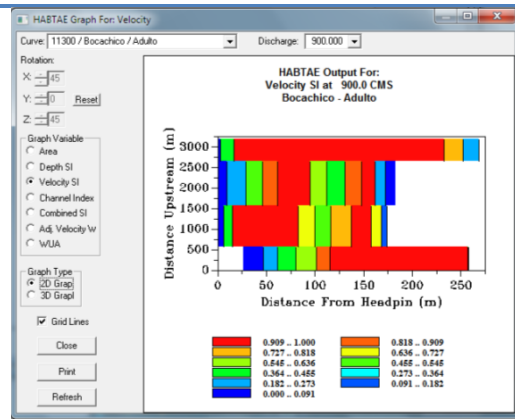 HABTAE Graph For: Velocity
Curve: 11300 / Bocachico / Adulto
Discharge: 900.000
Rotation:
X: 45
Y: 0 Reset
Z: 45
Graph Variable
Area
Depth SI
Velocity SI
Channel Index
Combined SI
Adj. Velocity W
WUA
Graph Type
2D Grap
3D Grapl
Grid Lines
Close
Print
Refresh
HABTAE Output For:
Velocity SI at 900.0 CMS
Bocachico - Adulto
Distance Upstream (m)
3000
2500
2000
1500
1000
500
0
0 50 100 150 200 250
Distance From Headpin (m)
0.909 .. 1.000 0.818 .. 0.909
0.727 .. 0.818 0.636 .. 0.727
0.545 .. 0.636 0.455 .. 0.545
0.364 .. 0.455 0.273 .. 0.364
0.182 .. 0.273 0.091 .. 0.182
0.000 .. 0.091